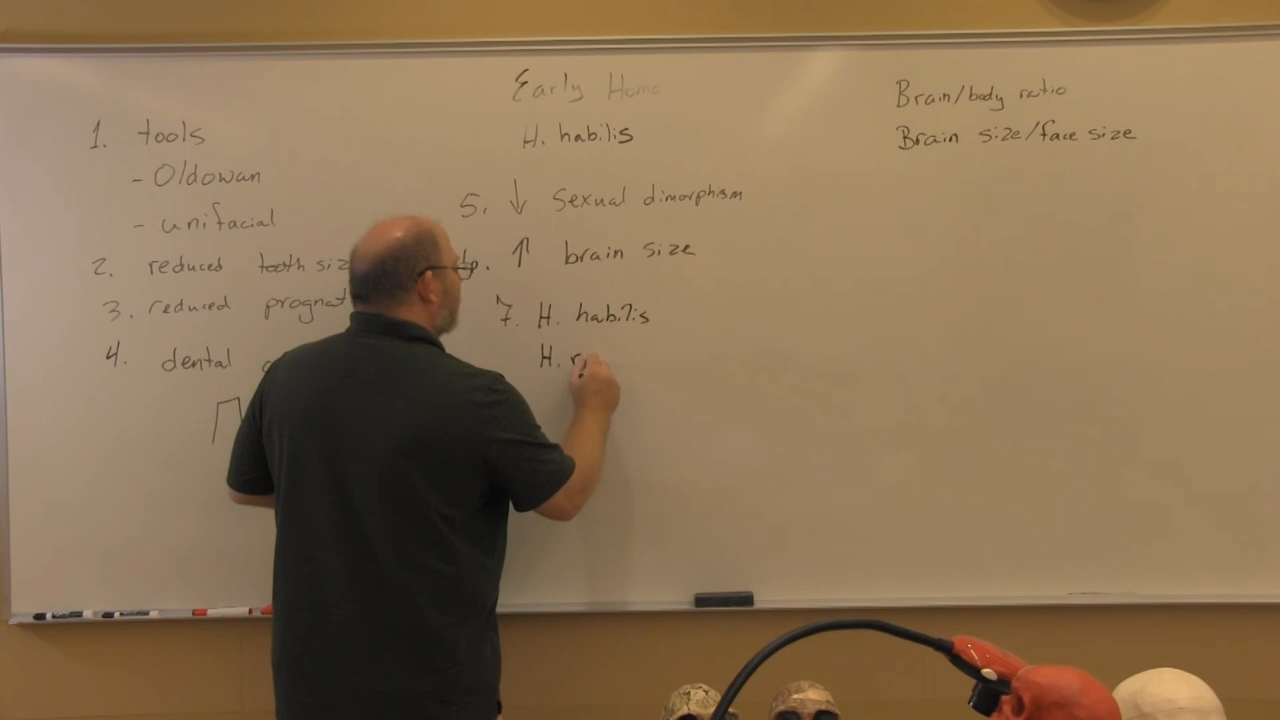 Early Homo
H. habilis
1. tools
- Oldowan
- unifacial
2. reduced tooth siz
3. reduced prognat
4. dental
5. ↓ Sexual dimorphism
6. ↑ brain size
7. H. habilis
H. r
Brain/body ratio
Brain size/face size